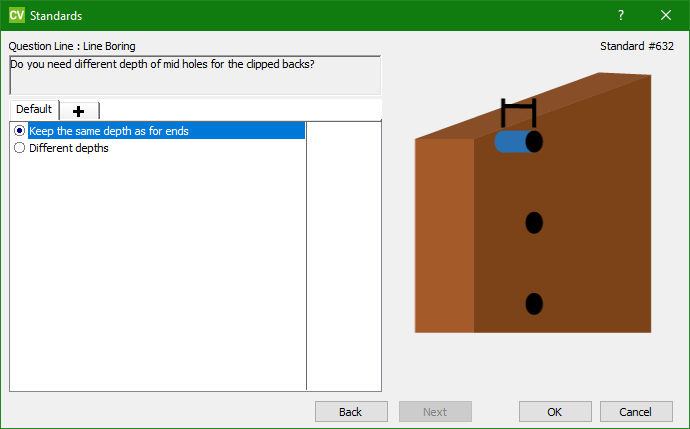 CV Standards ?
Question Line : Line Boring Standard #632
Do you need different depth of mid holes for the clipped backs?
Default
Keep the same depth as for ends
Different depths
Back Next OK Cancel